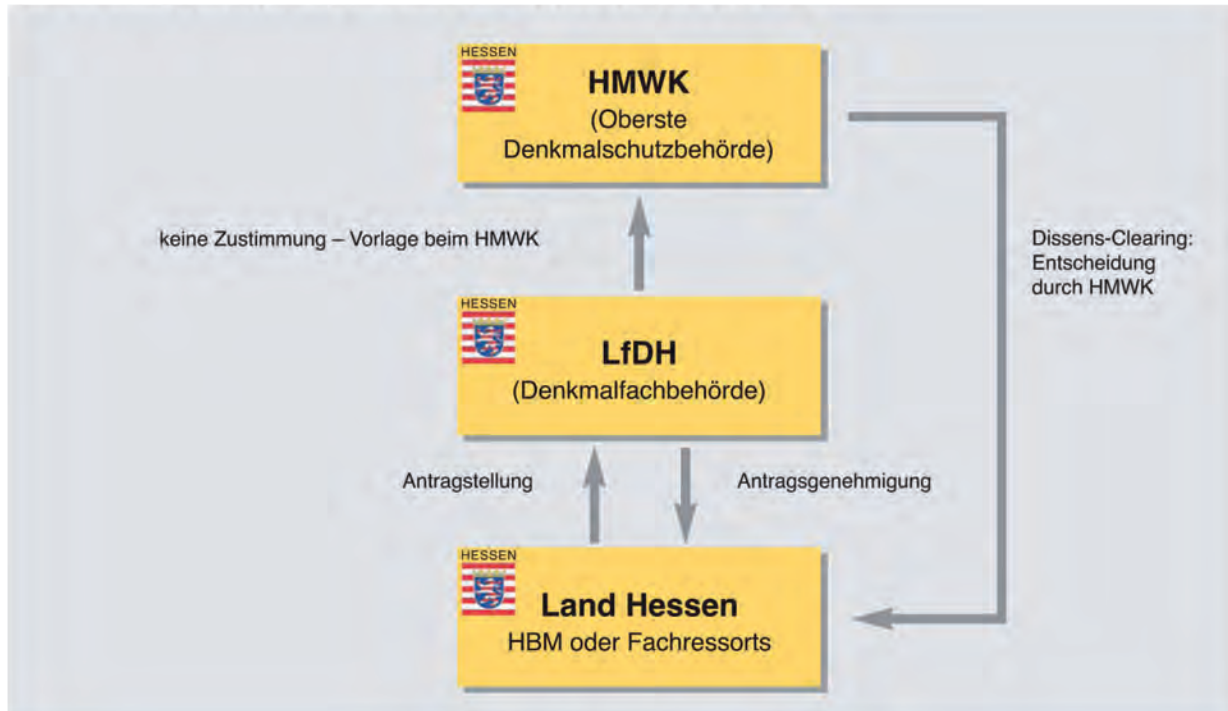 HESSEN
HMWK
(Oberste
Denkmalschutzbehörde)
keine Zustimmung – Vorlage beim HMWK
Dissens-Clearing:
Entscheidung
durch HMWK
HESSEN
LfDH
(Denkmalfachbehörde)
Antragstellung
Antragsgenehmigung
HESSEN
Land Hessen
HBM oder Fachressorts